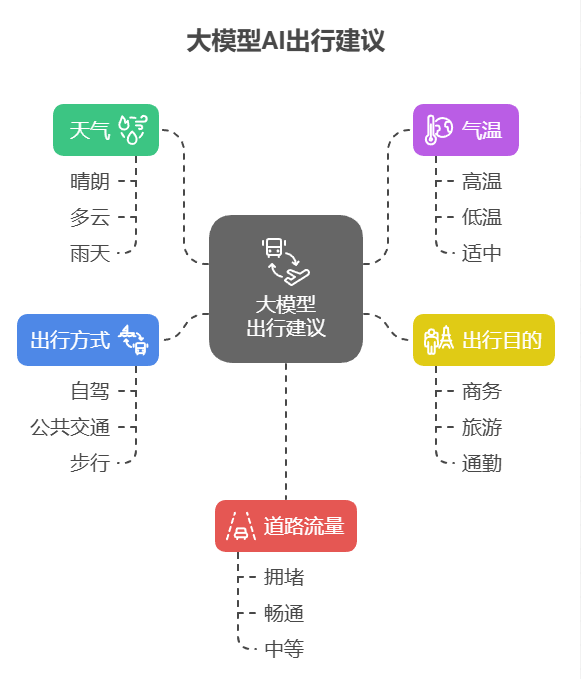 大模型AI出行建议
天气
晴朗
多云
雨天
气温
高温
低温
适中
大模型
出行建议
出行方式
自驾
公共交通
步行
出行目的
商务
旅游
通勤
道路流量
拥堵
畅通
中等